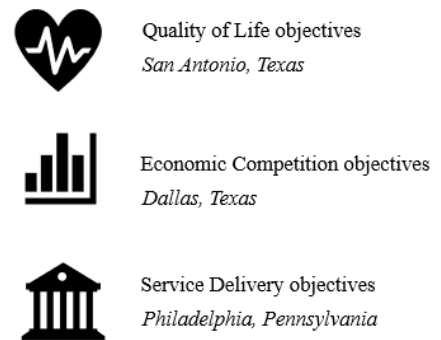 Quality of Life objectives
San Antonio, Texas
Economic Competition objectives
Dallas, Texas
Service Delivery objectives
Philadelphia, Pennsylvania